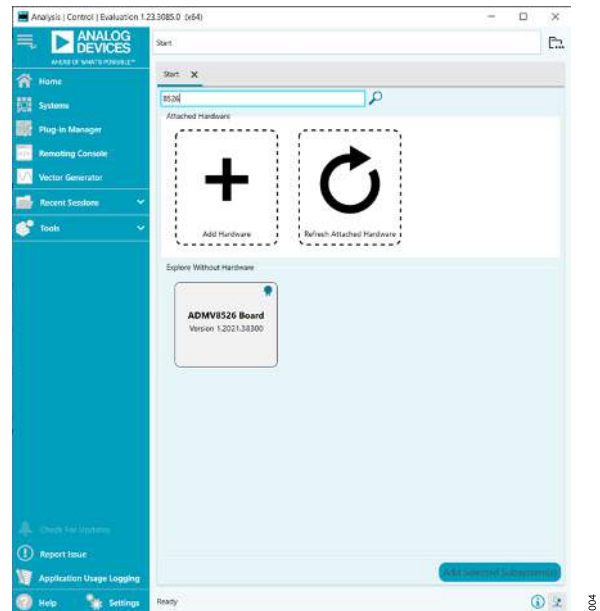 Analysis | Control | Evaluation 1.23.3085.0 (x64)
ANALOG
DEVICES
AHEAD OF WHAT'S POSSIBLE™
Start
Home
Systems
Plug-in Manager
Remoting Console
Vector Generator
Recent Sessions
Tools
Start X
8526
Attached Hardware
Add Hardware
Refresh Attached Hardware
Explore Without Hardware
ADMV8526 Board
Version 1.2021.38300
Check For Updates
Report Issue
Application Usage Logging
Help
Settings
Add Selected Subsystem(s)
Ready
004